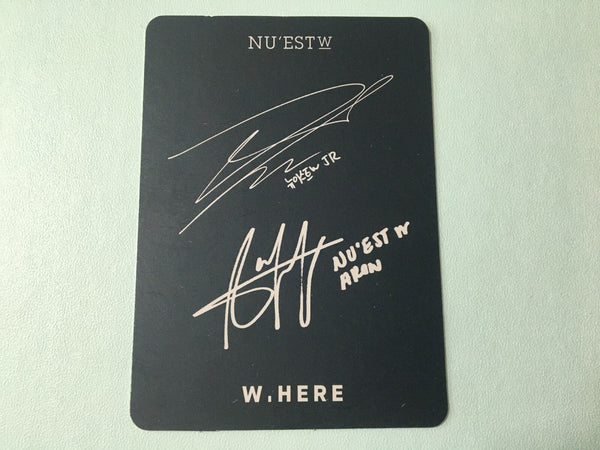 NU'EST W
뉴이스트W JR
NU'EST W
ARON
W, HERE